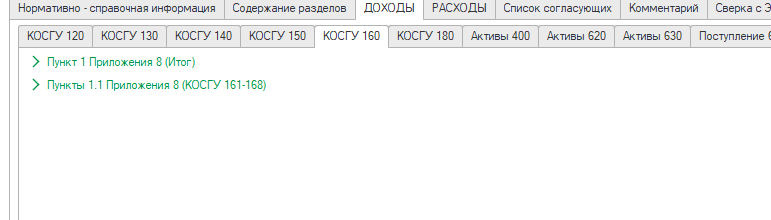 Нормативно - справочная информация Содержание разделов ДОХОДЫ РАСХОДЫ Список согласующих Комментарий Сверка с Э
КОСГУ 120 КОСГУ 130 КОСГУ 140 КОСГУ 150 КОСГУ 160 КОСГУ 180 Активы 400 Активы 620 Активы 630 Поступление 6
Пункт 1 Приложения 8 (Итог)
Пункты 1.1 Приложения 8 (КОСГУ 161-168)